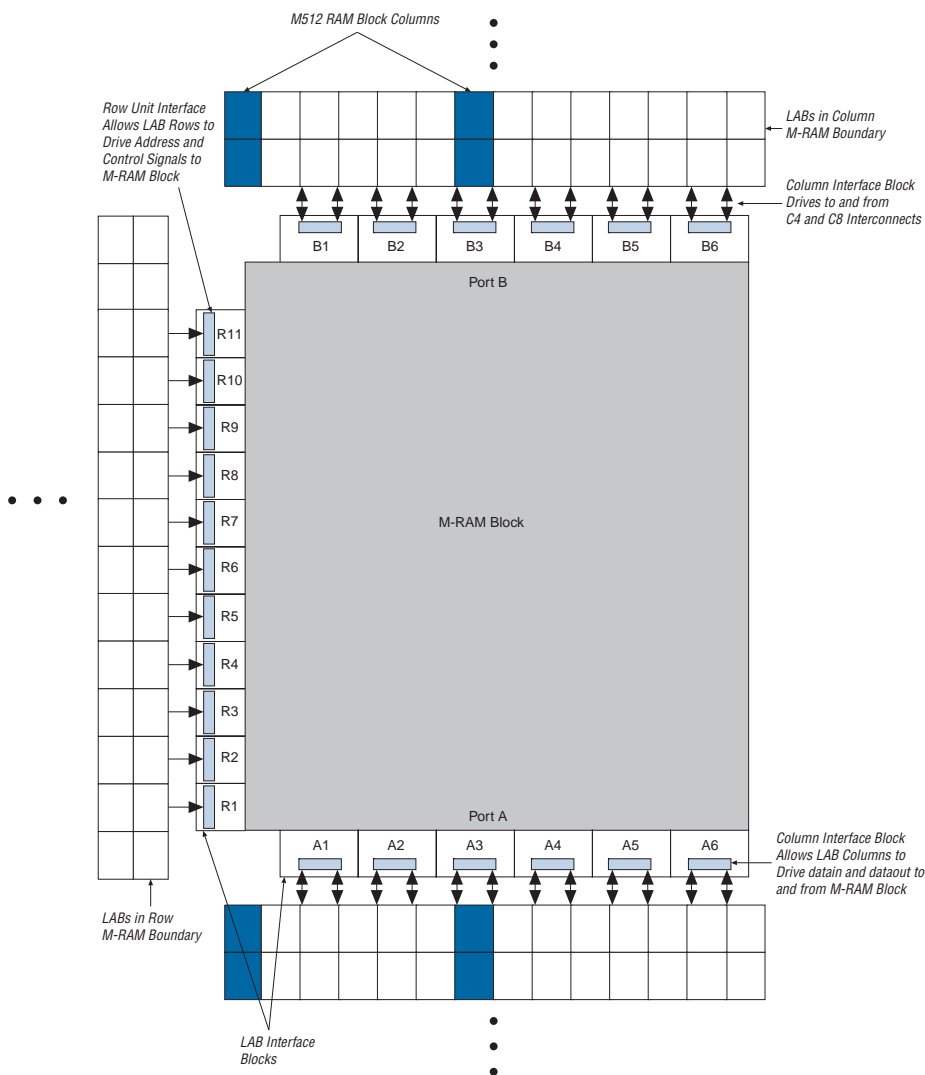 M512 RAM Block Columns
Row Unit Interface
Allows LAB Rows to
Drive Address and
Control Signals to
M-RAM Block
LABs in Column
M-RAM Boundary
Column Interface Block
Drives to and from
C4 and C8 Interconnects
B1 B2 B3 B4 B5 B6
Port B
R11
R10
R9
R8
R7
M-RAM Block
R6
R5
R4
R3
R2
R1
Port A
A1 A2 A3 A4 A5 A6
Column Interface Block
Allows LAB Columns to
Drive datain and dataout to
and from M-RAM Block
LABs in Row
M-RAM Boundary
LAB Interface
Blocks